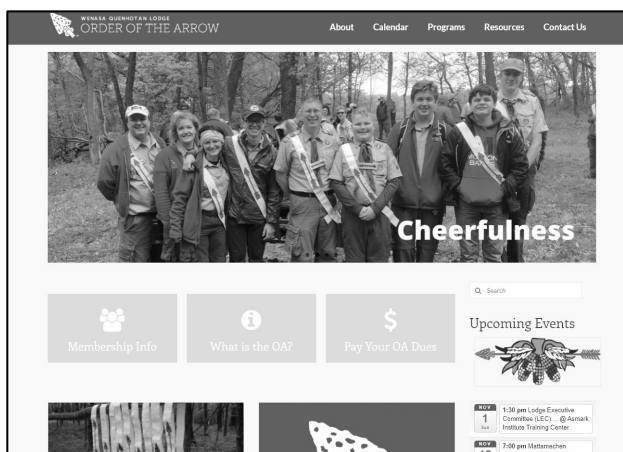 WENASA QUENHOTAN LODGE
ORDER OF THE ARROW
About
Calendar
Programs
Resources
Contact Us
Cheerfulness
Search
Membership Info
What is the OA?
Pay Your OA Dues
Upcoming Events
NOV
1
Sun
1:30 pm Lodge Executive
Committee (LEC) ... @ Asmark
Institute Training Center
NOV
7:00 pm Mattamechen